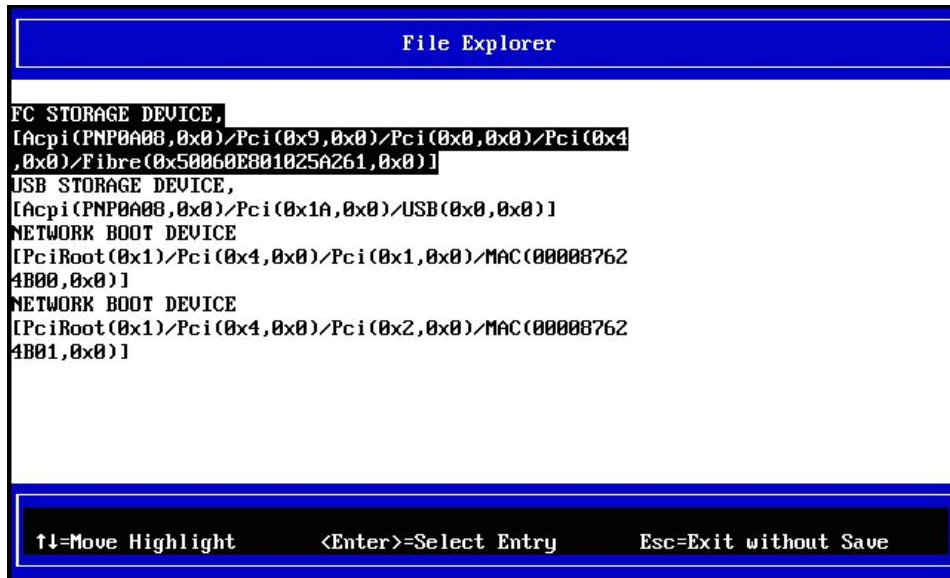 File Explorer
FC STORAGE DEVICE,
[Acpi(PNP0A08,0x0)/Pci(0x9,0x0)/Pci(0x0,0x0)/Pci(0x4
,0x0)/Fibre(0x50060E801025A261,0x0)]
USB STORAGE DEVICE,
[Acpi(PNP0A08,0x0)/Pci(0x1A,0x0)/USB(0x0,0x0)]
NETWORK BOOT DEVICE
[PciRoot(0x1)/Pci(0x4,0x0)/Pci(0x1,0x0)/MAC(00008762
4B00,0x0)]
NETWORK BOOT DEVICE
[PciRoot(0x1)/Pci(0x4,0x0)/Pci(0x2,0x0)/MAC(00008762
4B01,0x0)]
↑↓=Move Highlight <Enter>=Select Entry Esc=Exit without Save